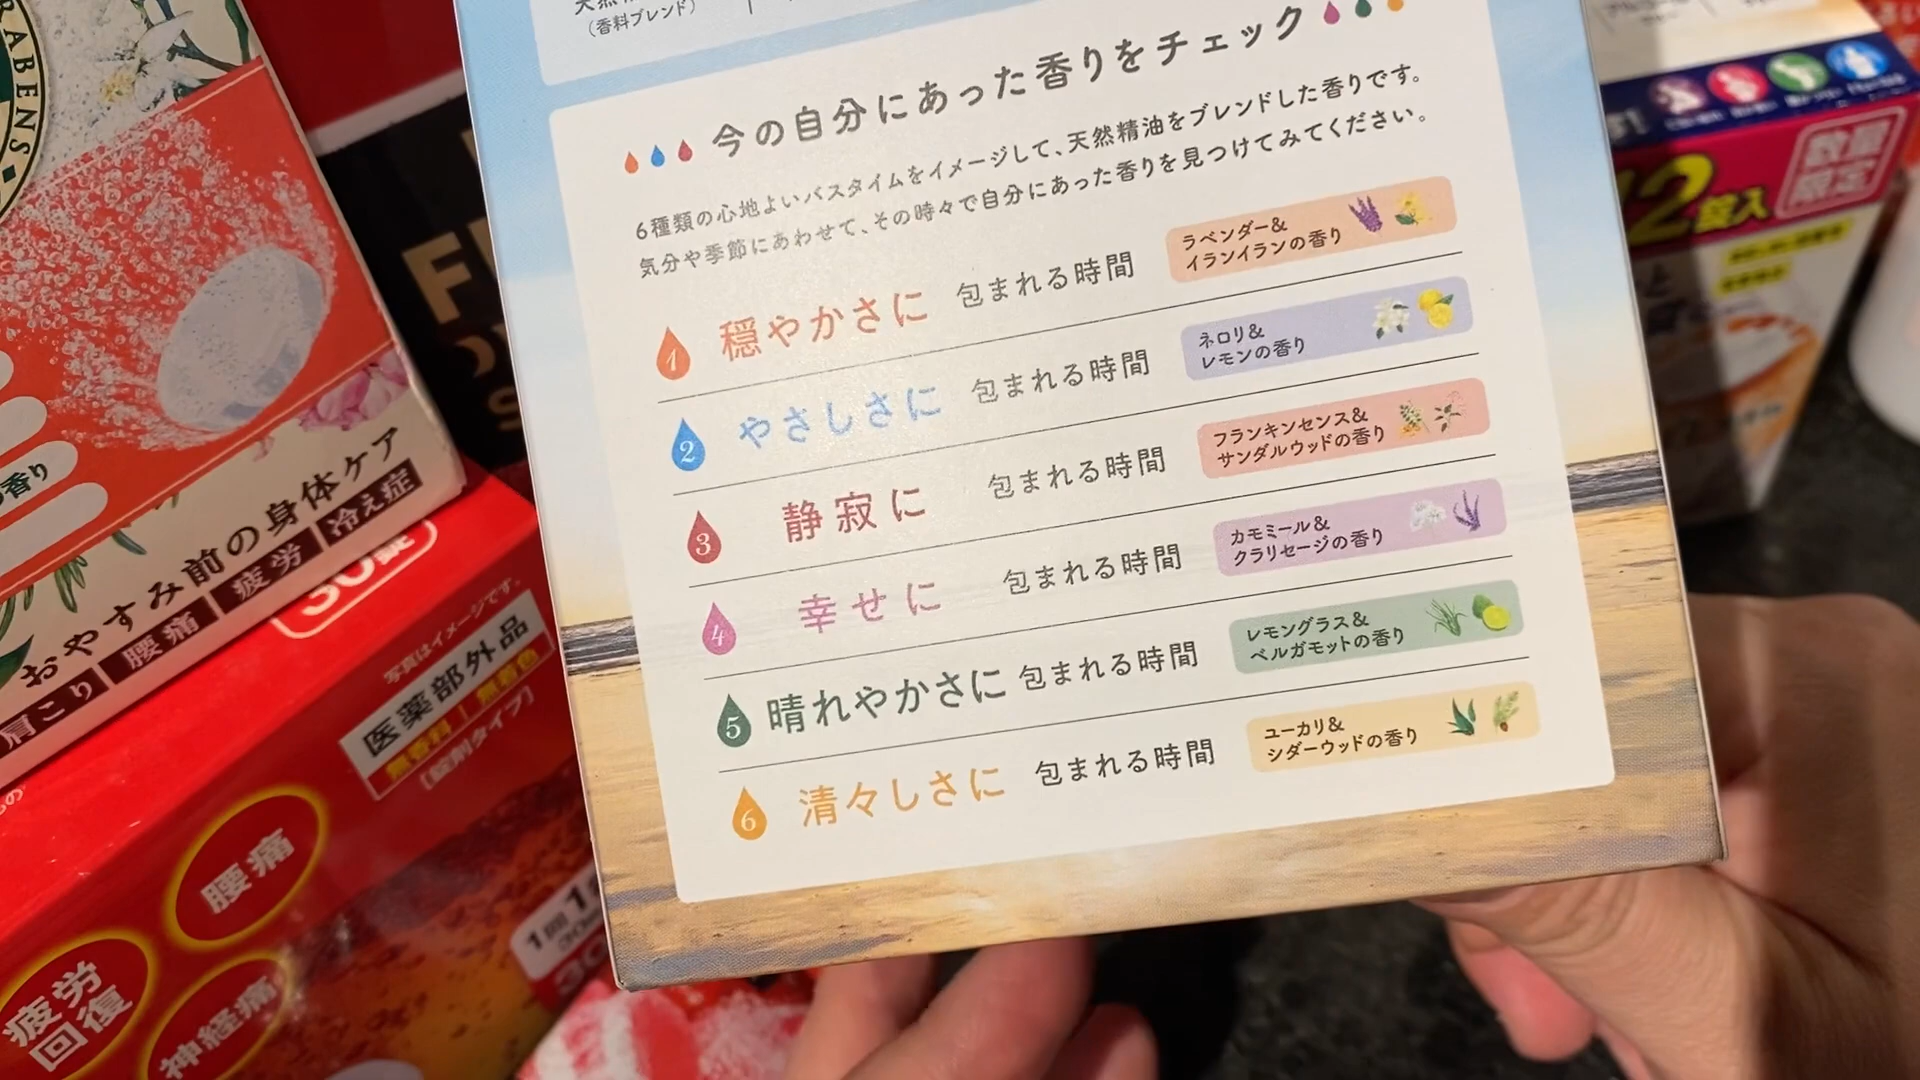 （香料ブレンド）
今の自分にあった香りをチェック
6種類の心地よいバスタイムをイメージして、天然精油をブレンドした香りです。
気分や季節にあわせて、その時々で自分にあった香りを見つけてみてください。
1 穏やかさに 包まれる時間
ラベンダー&
イランイランの香り
2 やさしさに 包まれる時間
ネロリ&
レモンの香り
3 静寂に 包まれる時間
フランキンセンス&
サンダルウッドの香り
4 幸せに 包まれる時間
カモミール&
クラリセージの香り
5 晴れやかさに 包まれる時間
レモングラス&
ベルガモットの香り
6 清々しさに 包まれる時間
ユーカリ&
シダーウッドの香り
RABENS
香り
おやすみ前の身体ケア
肩こり 腰痛 疲労 冷え症
30錠
写真はイメージです。
医薬部外品
無香料 無着色
[錠剤タイプ]
腰痛
疲労
回復
神経痛
1回1
数量
限定
12錠入